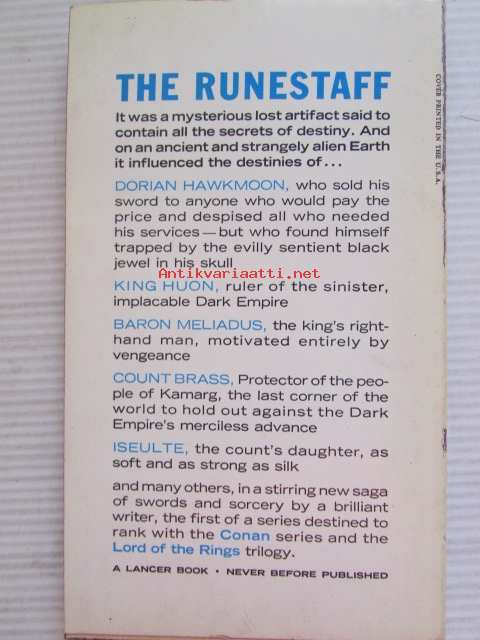 THE RUNESTAFF
It was a mysterious lost artifact said to
contain all the secrets of destiny. And
on an ancient and strangely alien Earth
it influenced the destinies of...
DORIAN HAWKMOON, who sold his
sword to anyone who would pay the
price and despised all who needed
his services—but who found himself
trapped by the evilly sentient black
jewel in his skull
Antikvariaatti.net
KING HUON, ruler of the sinister,
implacable Dark Empire
BARON MELIADUS, the king's right-
hand man, motivated entirely by
vengeance
COUNT BRASS, Protector of the peo-
ple of Kamarg, the last corner of the
world to hold out against the Dark
Empire's merciless advance
ISEULTE, the count's daughter, as
soft and as strong as silk
and many others, in a stirring new saga
of swords and sorcery by a brilliant
writer, the first of a series destined to
rank with the Conan series and the
Lord of the Rings trilogy.
A LANCER BOOK • NEVER BEFORE PUBLISHED
COVER PRINTED IN THE U.S.A.